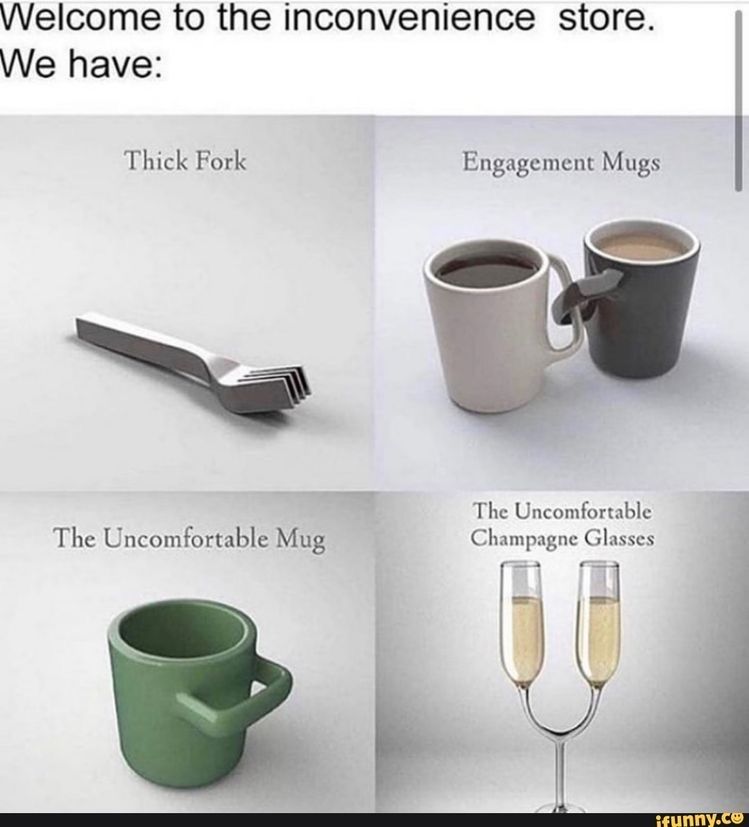 Welcome to the inconvenience store.
We have:
Thick Fork
Engagement Mugs
The Uncomfortable Mug
The Uncomfortable
Champagne Glasses
ifunny.co